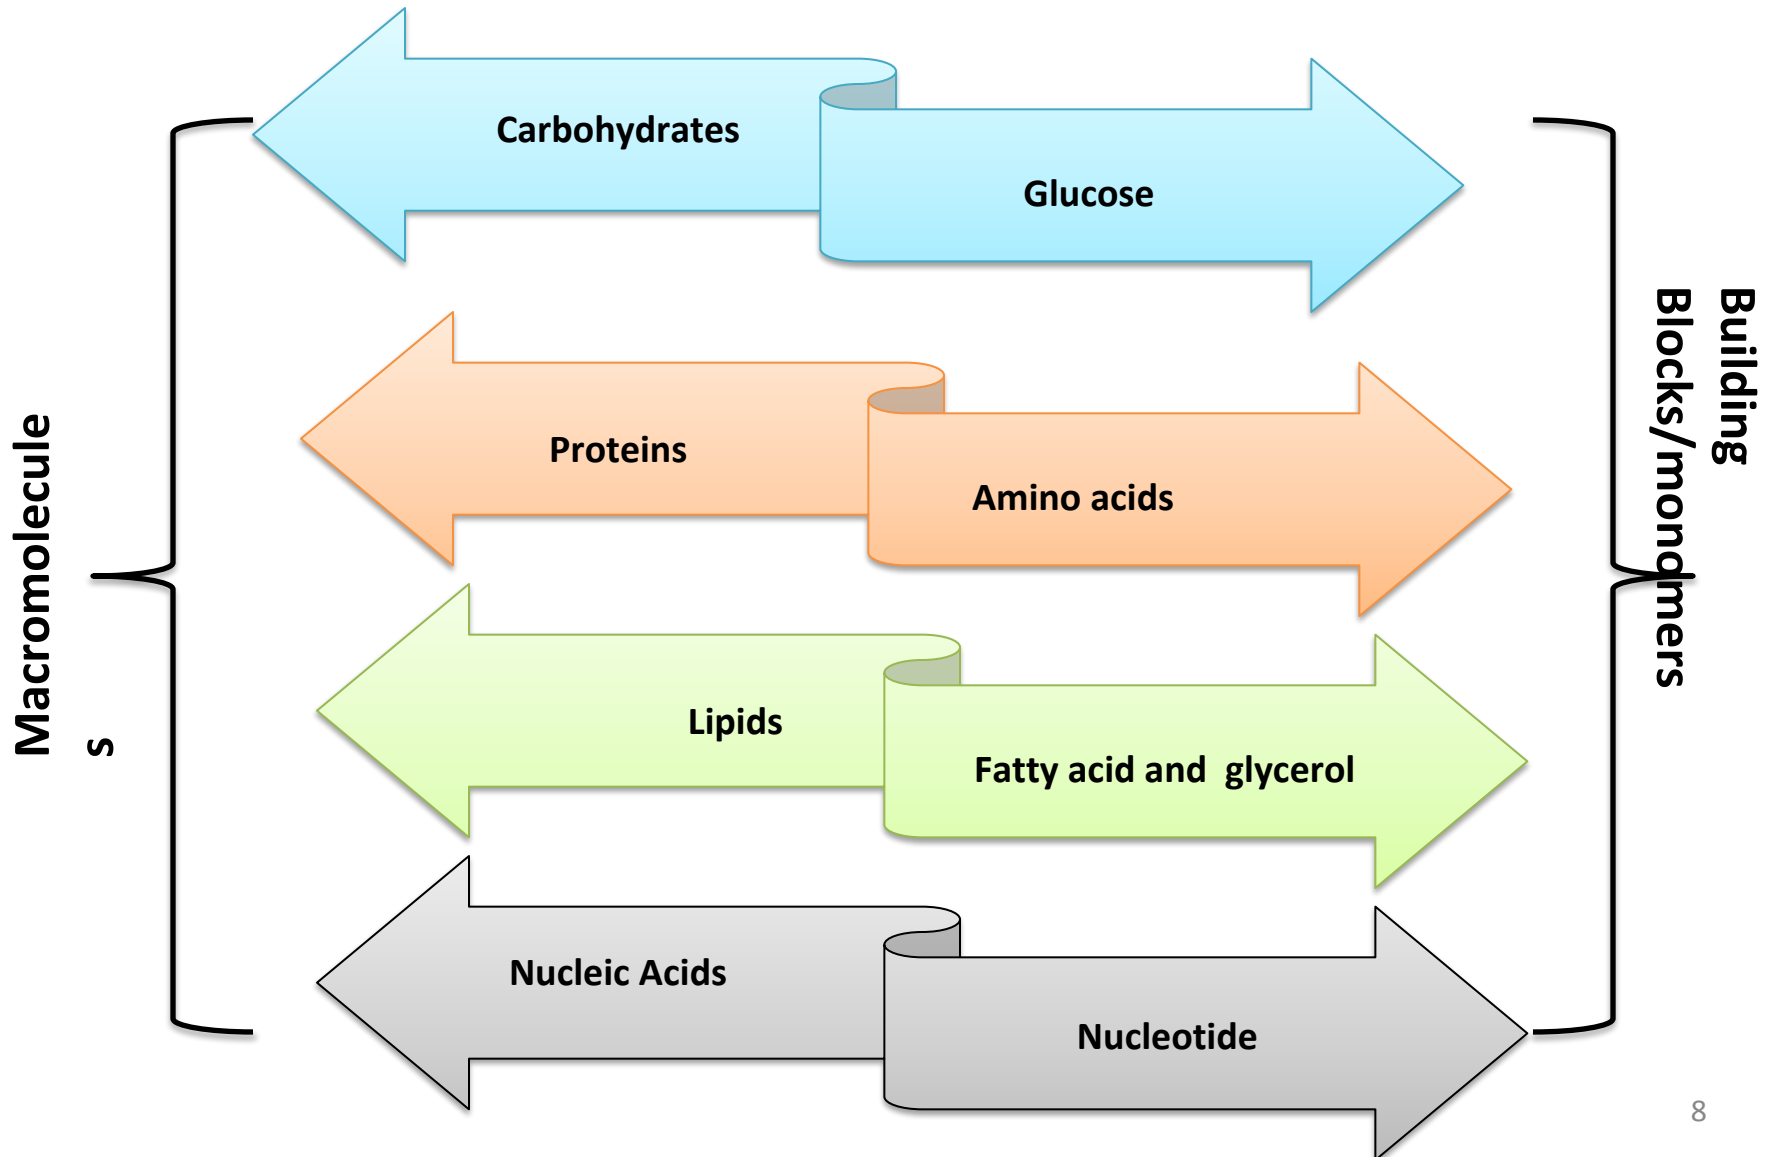 Macromolecule
s
Carbohydrates
Glucose
Proteins
Amino acids
Lipids
Fatty acid and  glycerol
Nucleic Acids
Nucleotide
Building
Blocks/monomers
8